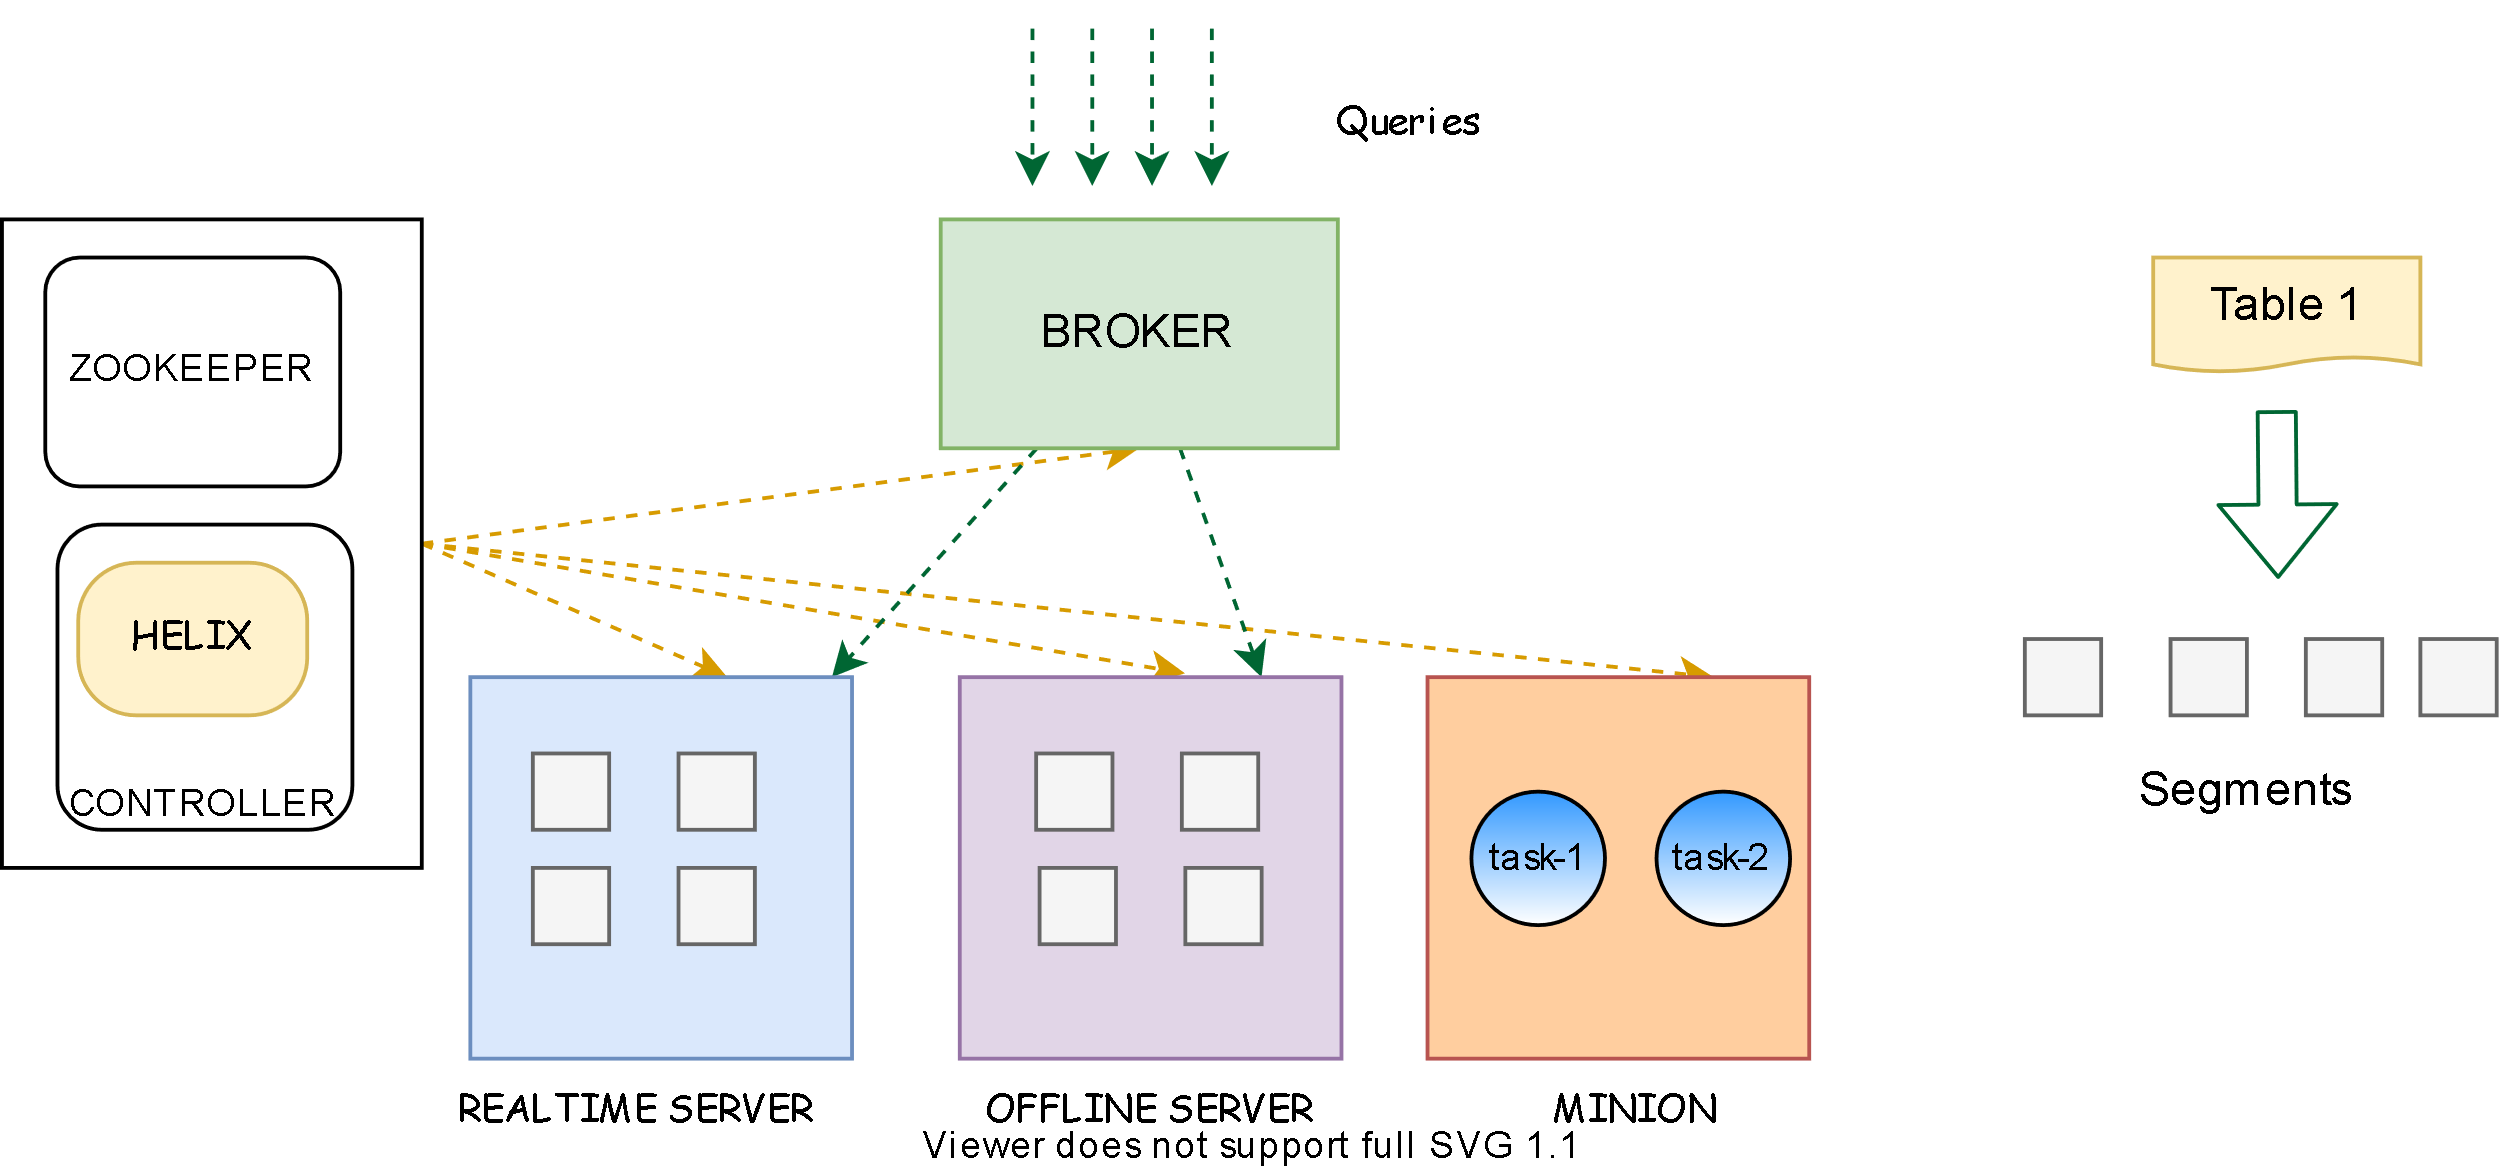 Queries
ZOOKEEPER
BROKER
Table 1
HELIX
CONTROLLER
Segments
task-1
task-2
REALTIME SERVER
OFFLINE SERVER
MINION
Viewer does not support full SVG 1.1